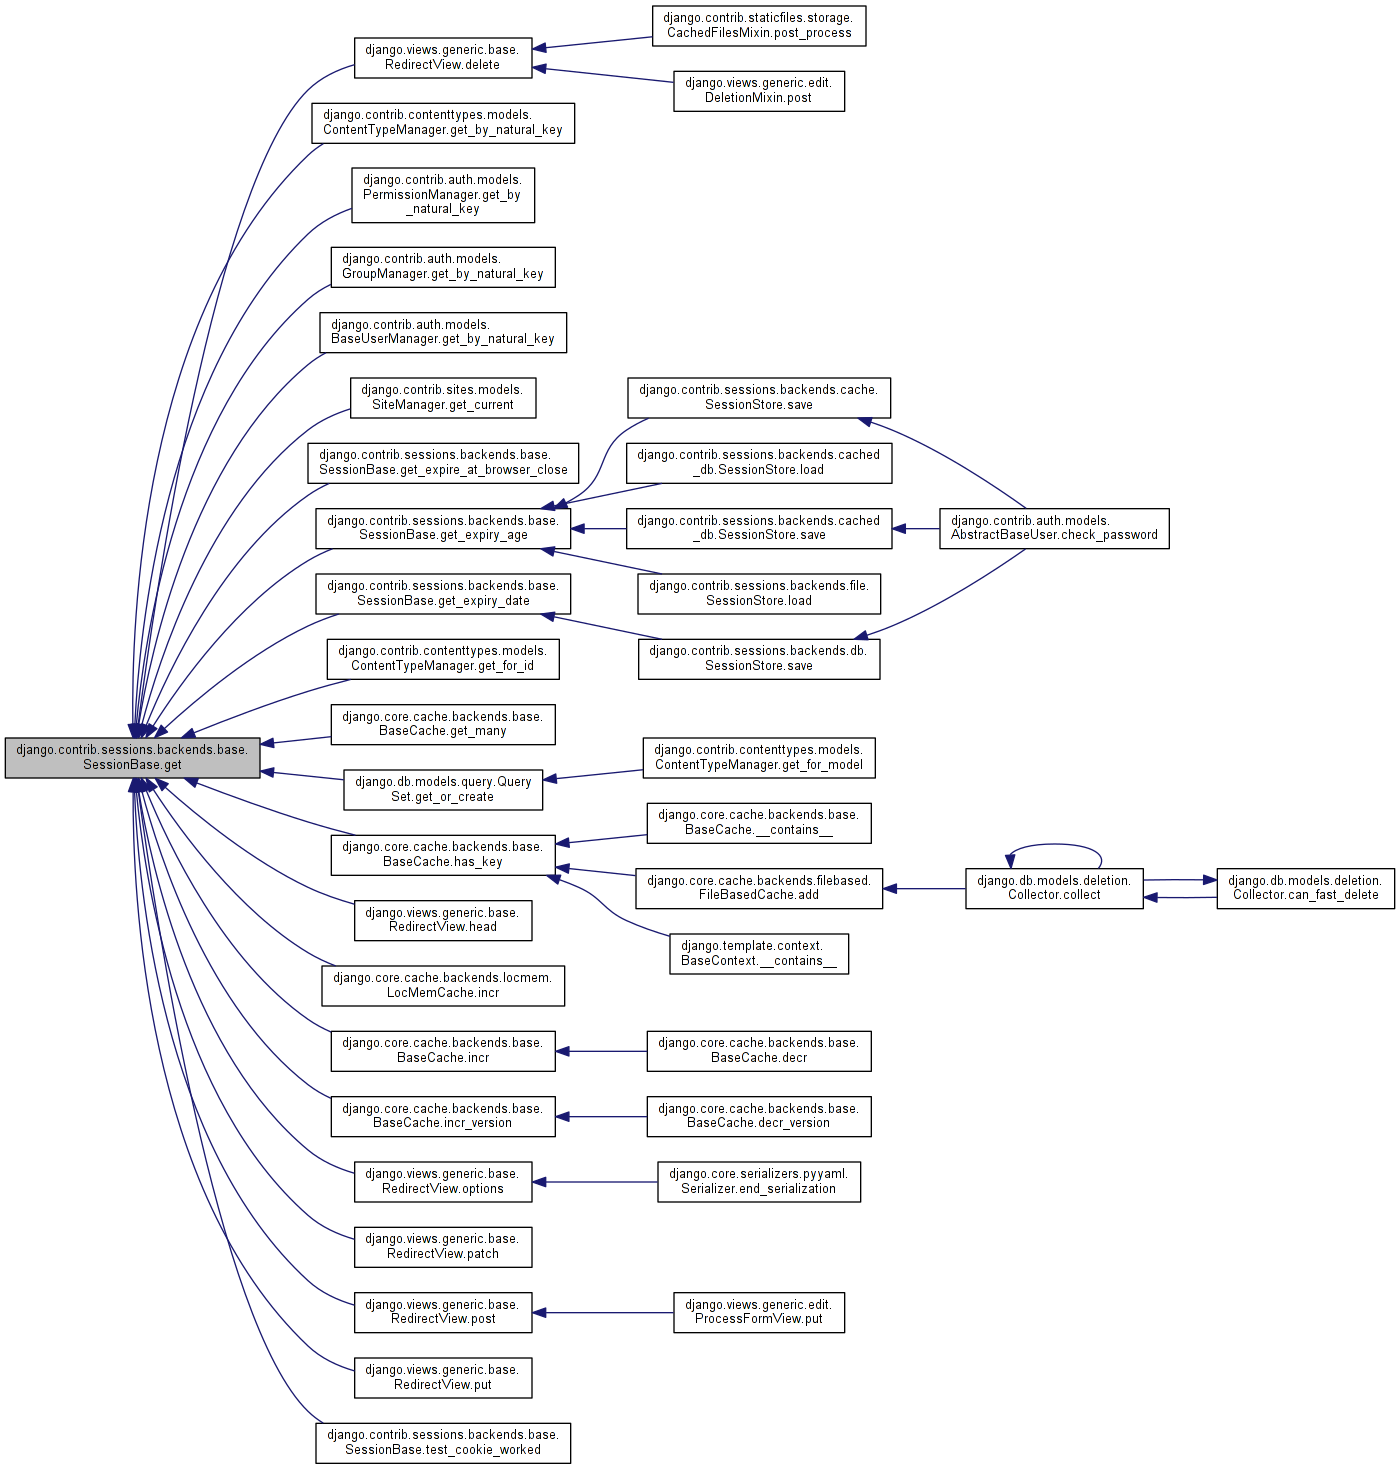 django.contrib.staticfiles.storage.
CachedFilesMixin.post_process
django.views.generic.base.
RedirectView.delete
django.views.generic.edit.
DeletionMixin.post
django.contrib.contenttypes.models.
ContentTypeManager.get_by_natural_key
django.contrib.auth.models.
PermissionManager.get_by
_natural_key
django.contrib.auth.models.
GroupManager.get_by_natural_key
django.contrib.auth.models.
BaseUserManager.get_by_natural_key
django.contrib.sites.models.
SiteManager.get_current
django.contrib.sessions.backends.cache.
SessionStore.save
django.contrib.sessions.backends.base.
SessionBase.get_expire_at_browser_close
django.contrib.sessions.backends.cached
_db.SessionStore.load
django.contrib.sessions.backends.base.
SessionBase.get_expiry_age
django.contrib.sessions.backends.cached
_db.SessionStore.save
django.contrib.auth.models.
AbstractBaseUser.check_password
django.contrib.sessions.backends.base.
SessionBase.get_expiry_date
django.contrib.sessions.backends.file.
SessionStore.load
django.contrib.contenttypes.models.
ContentTypeManager.get_for_id
django.contrib.sessions.backends.db.
SessionStore.save
django.core.cache.backends.base.
BaseCache.get_many
django.contrib.sessions.backends.base.
SessionBase.get
django.contrib.contenttypes.models.
ContentTypeManager.get_for_model
django.db.models.query.Query
Set.get_or_create
django.core.cache.backends.base.
BaseCache.__contains__
django.core.cache.backends.base.
BaseCache.has_key
django.core.cache.backends.filebased.
FileBasedCache.add
django.db.models.deletion.
Collector.collect
django.db.models.deletion.
Collector.can_fast_delete
django.views.generic.base.
RedirectView.head
django.template.context.
BaseContext.__contains__
django.core.cache.backends.locmem.
LocMemCache.incr
django.core.cache.backends.base.
BaseCache.incr
django.core.cache.backends.base.
BaseCache.decr
django.core.cache.backends.base.
BaseCache.incr_version
django.core.cache.backends.base.
BaseCache.decr_version
django.views.generic.base.
RedirectView.options
django.core.serializers.pyyaml.
Serializer.end_serialization
django.views.generic.base.
RedirectView.patch
django.views.generic.base.
RedirectView.post
django.views.generic.edit.
ProcessFormView.put
django.views.generic.base.
RedirectView.put
django.contrib.sessions.backends.base.
SessionBase.test_cookie_worked